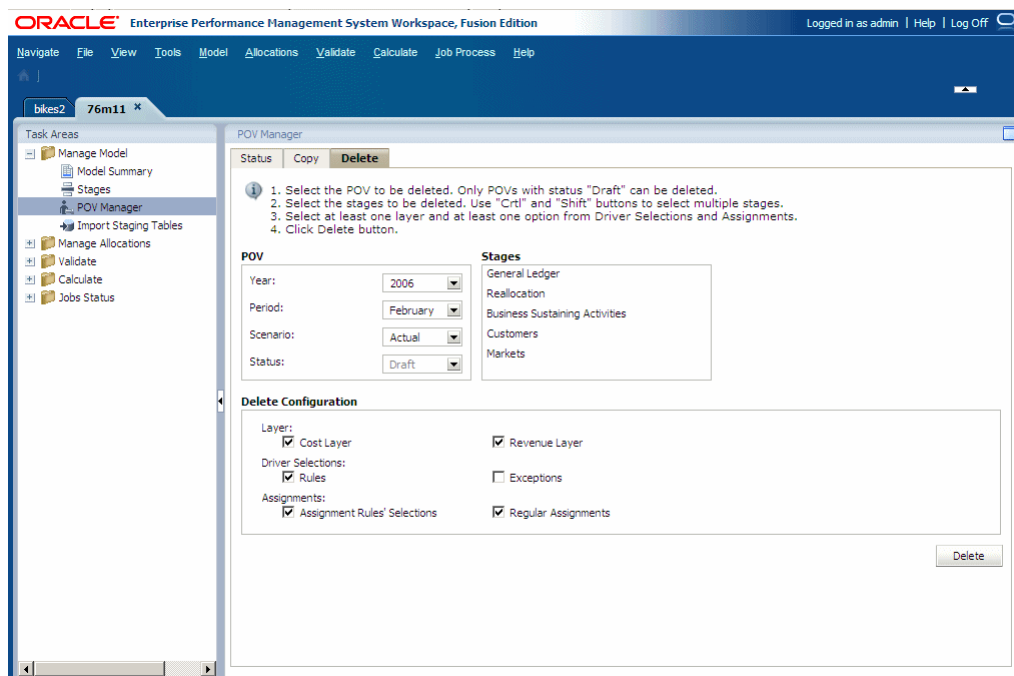 ORACLE Enterprise Performance Management System Workspace, Fusion Edition
Logged in as admin | Help | Log Off
Navigate File View Tools Model Allocations Validate Calculate Job Process Help
bikes2 76m11 ×
Task Areas
Manage Model
Model Summary
Stages
POV Manager
Import Staging Tables
Manage Allocations
Validate
Calculate
Jobs Status
POV Manager
Status Copy Delete
1. Select the POV to be deleted. Only POVs with status "Draft" can be deleted.
2. Select the stages to be deleted. Use "Crtl" and "Shift" buttons to select multiple stages.
3. Select at least one layer and at least one option from Driver Selections and Assignments.
4. Click Delete button.
POV
Year: 2006
Period: February
Scenario: Actual
Status: Draft
Stages
General Ledger
Reallocation
Business Sustaining Activities
Customers
Markets
Delete Configuration
Layer:
Cost Layer Revenue Layer
Driver Selections:
Rules Exceptions
Assignments:
Assignment Rules' Selections Regular Assignments
Delete